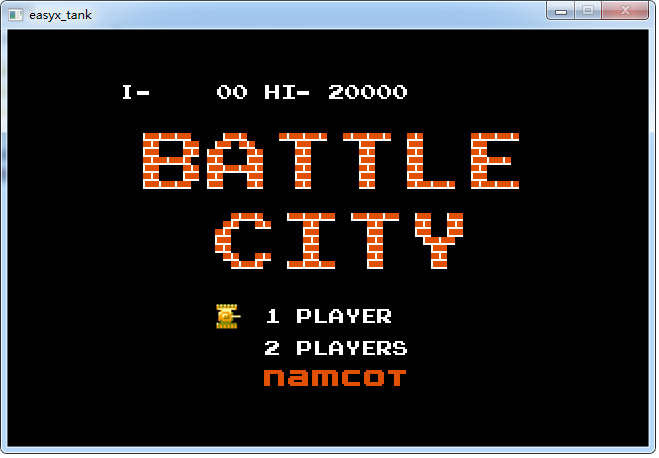 easyx_tank
I- 00 HI- 20000
BATTLE
CITY
1 PLAYER
2 PLAYERS
namcot